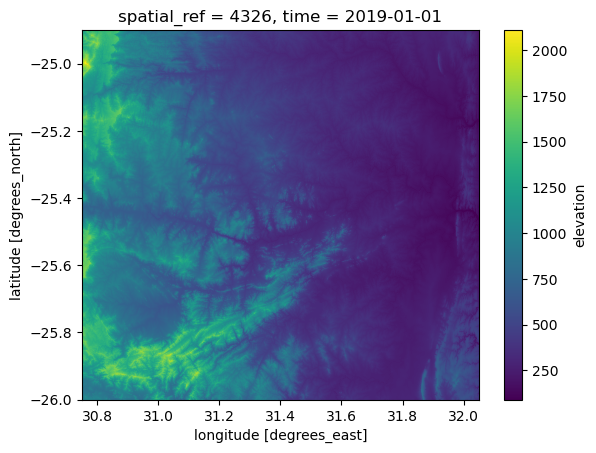 spatial_ref = 4326, time = 2019-01-01
−25.0
−25.2
−25.4
−25.6
−25.8
−26.0
latitude [degrees_north]
30.8 31.0 31.2 31.4 31.6 31.8 32.0
longitude [degrees_east]
2000
1750
1500
1250
1000
750
500
250
elevation